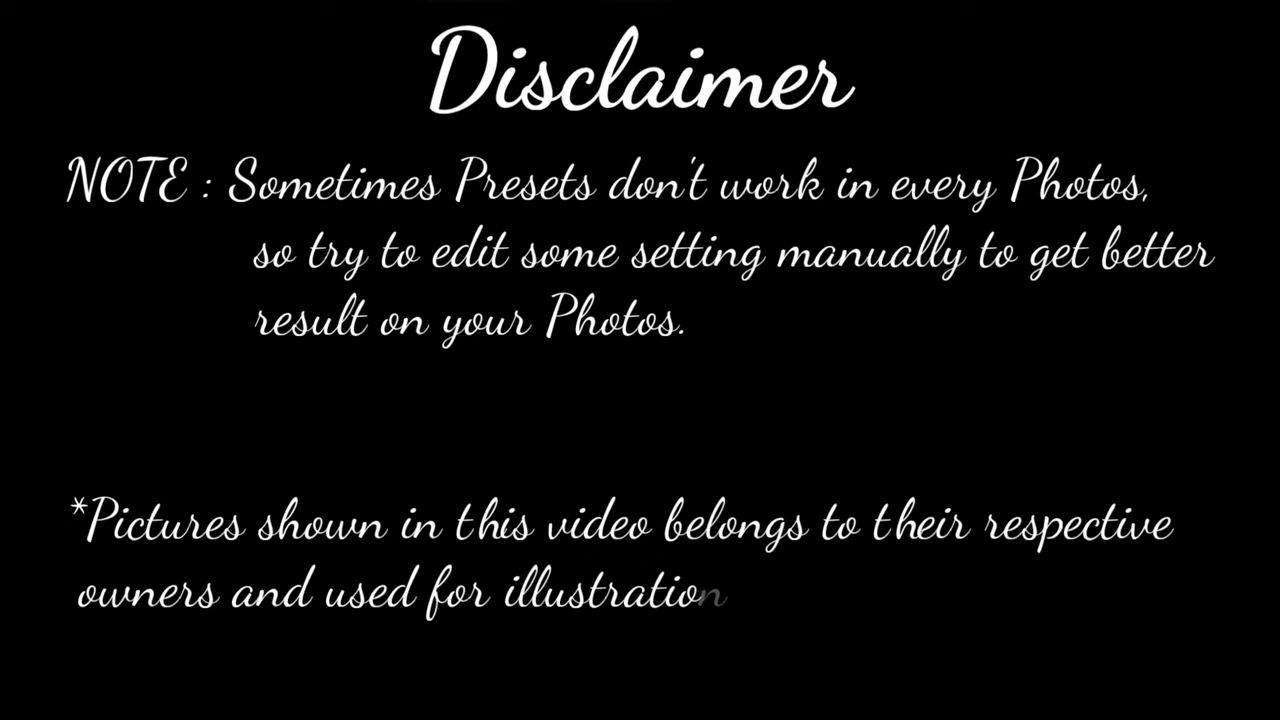 Disclaimer
NOTE : Sometimes Presets don't work in every Photos,
so try to edit some setting manually to get better
result on your Photos.
*Pictures shown in this video belongs to their respective
owners and used for illustration